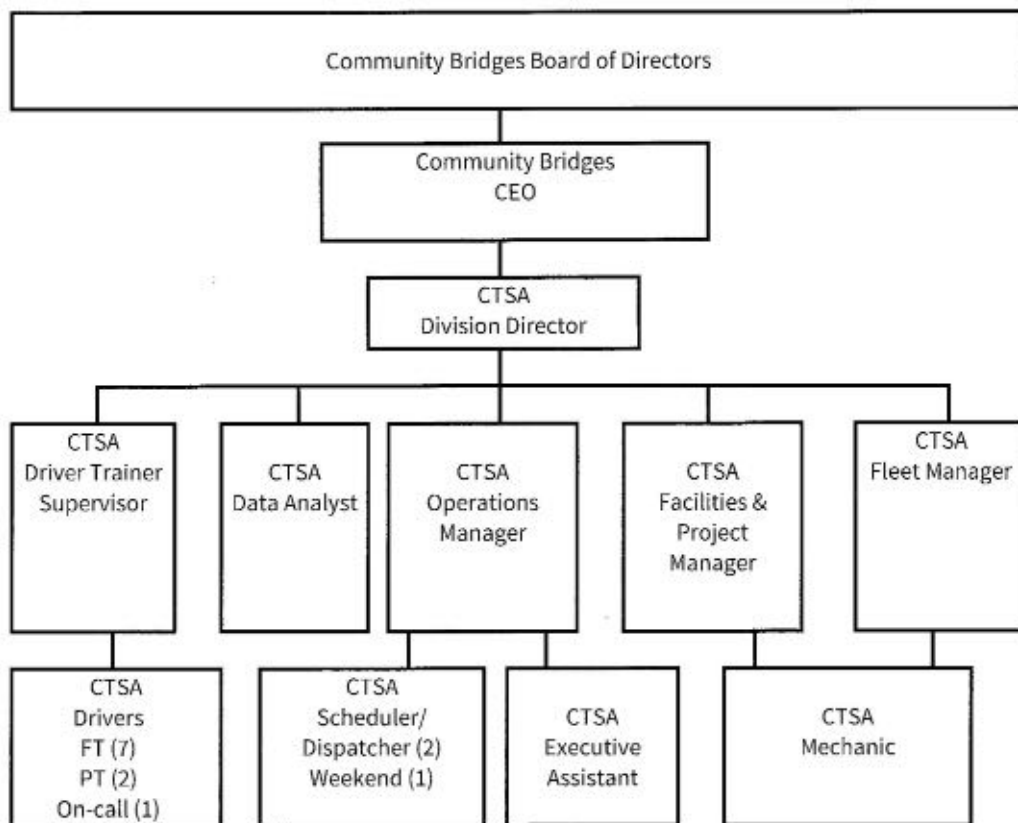 Community Bridges Board of Directors
Community Bridges
CEO
CTSA
Division Director
CTSA
Driver Trainer
Supervisor
CTSA
Data Analyst
CTSA
Operations
Manager
CTSA
Facilities &
Project
Manager
CTSA
Fleet Manager
CTSA
Drivers
FT (7)
PT (2)
On-call (1)
CTSA
Scheduler/
Dispatcher (2)
Weekend (1)
CTSA
Executive
Assistant
CTSA
Mechanic